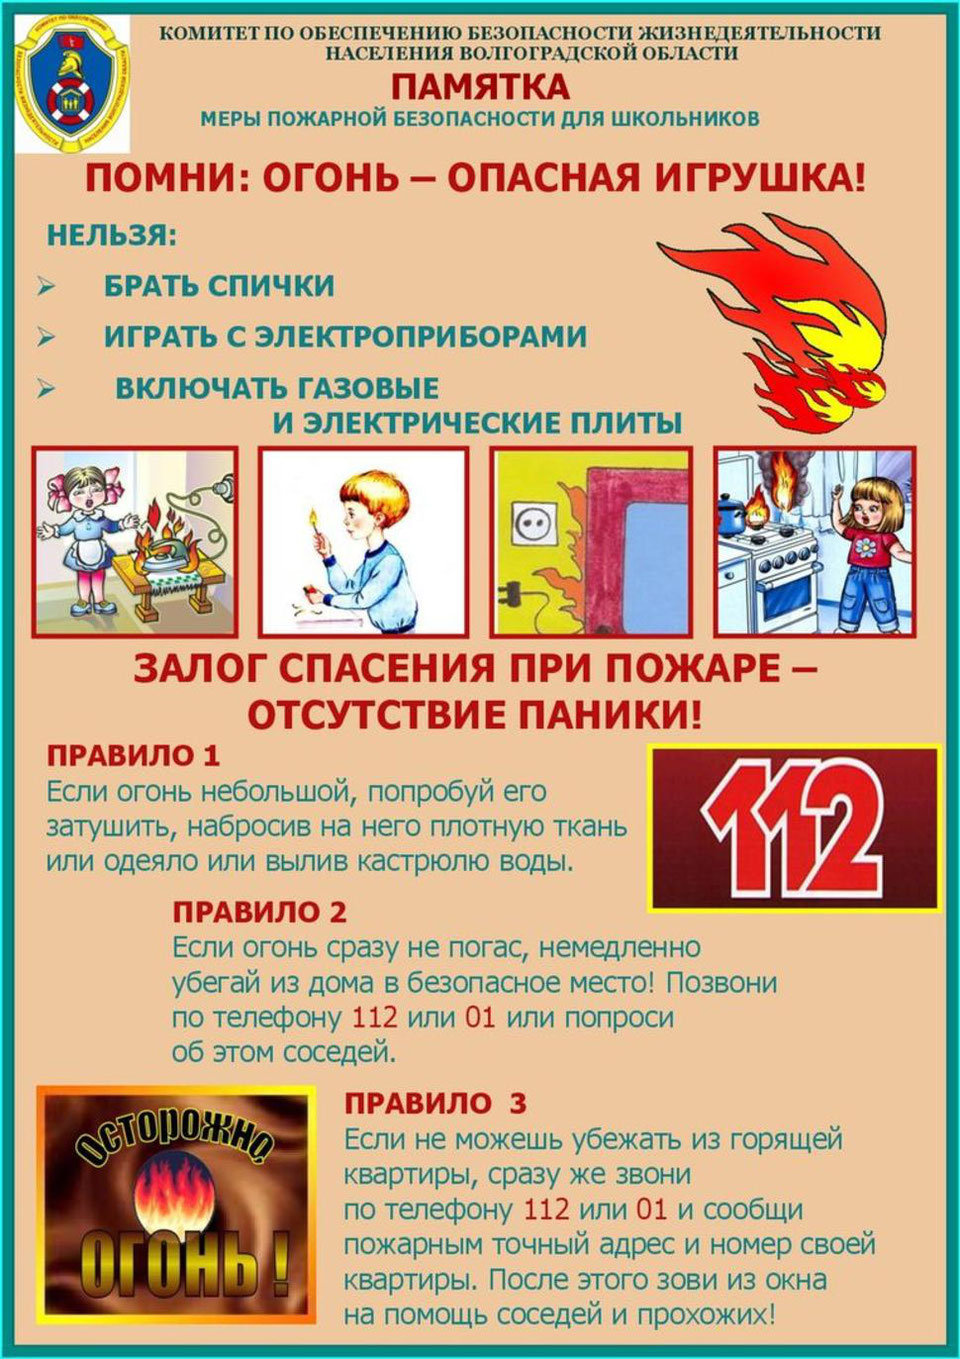 КОМИТЕТ ПО ОБЕСПЕЧЕНИЮ БЕЗОПАСНОСТИ ЖИЗНЕДЕЯТЕЛЬНОСТИ
НАСЕЛЕНИЯ ВОЛГОГРАДСКОЙ ОБЛАСТИ
ПАМЯТКА
МЕРЫ ПОЖАРНОЙ БЕЗОПАСНОСТИ ДЛЯ ШКОЛЬНИКОВ
ПОМНИ: ОГОНЬ – ОПАСНАЯ ИГРУШКА!
НЕЛЬЗЯ:
БРАТЬ СПИЧКИ
ИГРАТЬ С ЭЛЕКТРОПРИБОРАМИ
ВКЛЮЧАТЬ ГАЗОВЫЕ
И ЭЛЕКТРИЧЕСКИЕ ПЛИТЫ
ЗАЛОГ СПАСЕНИЯ ПРИ ПОЖАРЕ –
ОТСУТСТВИЕ ПАНИКИ!
ПРАВИЛО 1
Если огонь небольшой, попробуй его
затушить, набросив на него плотную ткань
или одеяло или вылив кастрюлю воды.
112
ПРАВИЛО 2
Если огонь сразу не погас, немедленно
убегай из дома в безопасное место! Позвони
по телефону 112 или 01 или попроси
об этом соседей.
Осторожно,
ОГОНЬ !
ПРАВИЛО 3
Если не можешь убежать из горящей
квартиры, сразу же звони
по телефону 112 или 01 и сообщи
пожарным точный адрес и номер своей
квартиры. После этого зови из окна
на помощь соседей и прохожих!